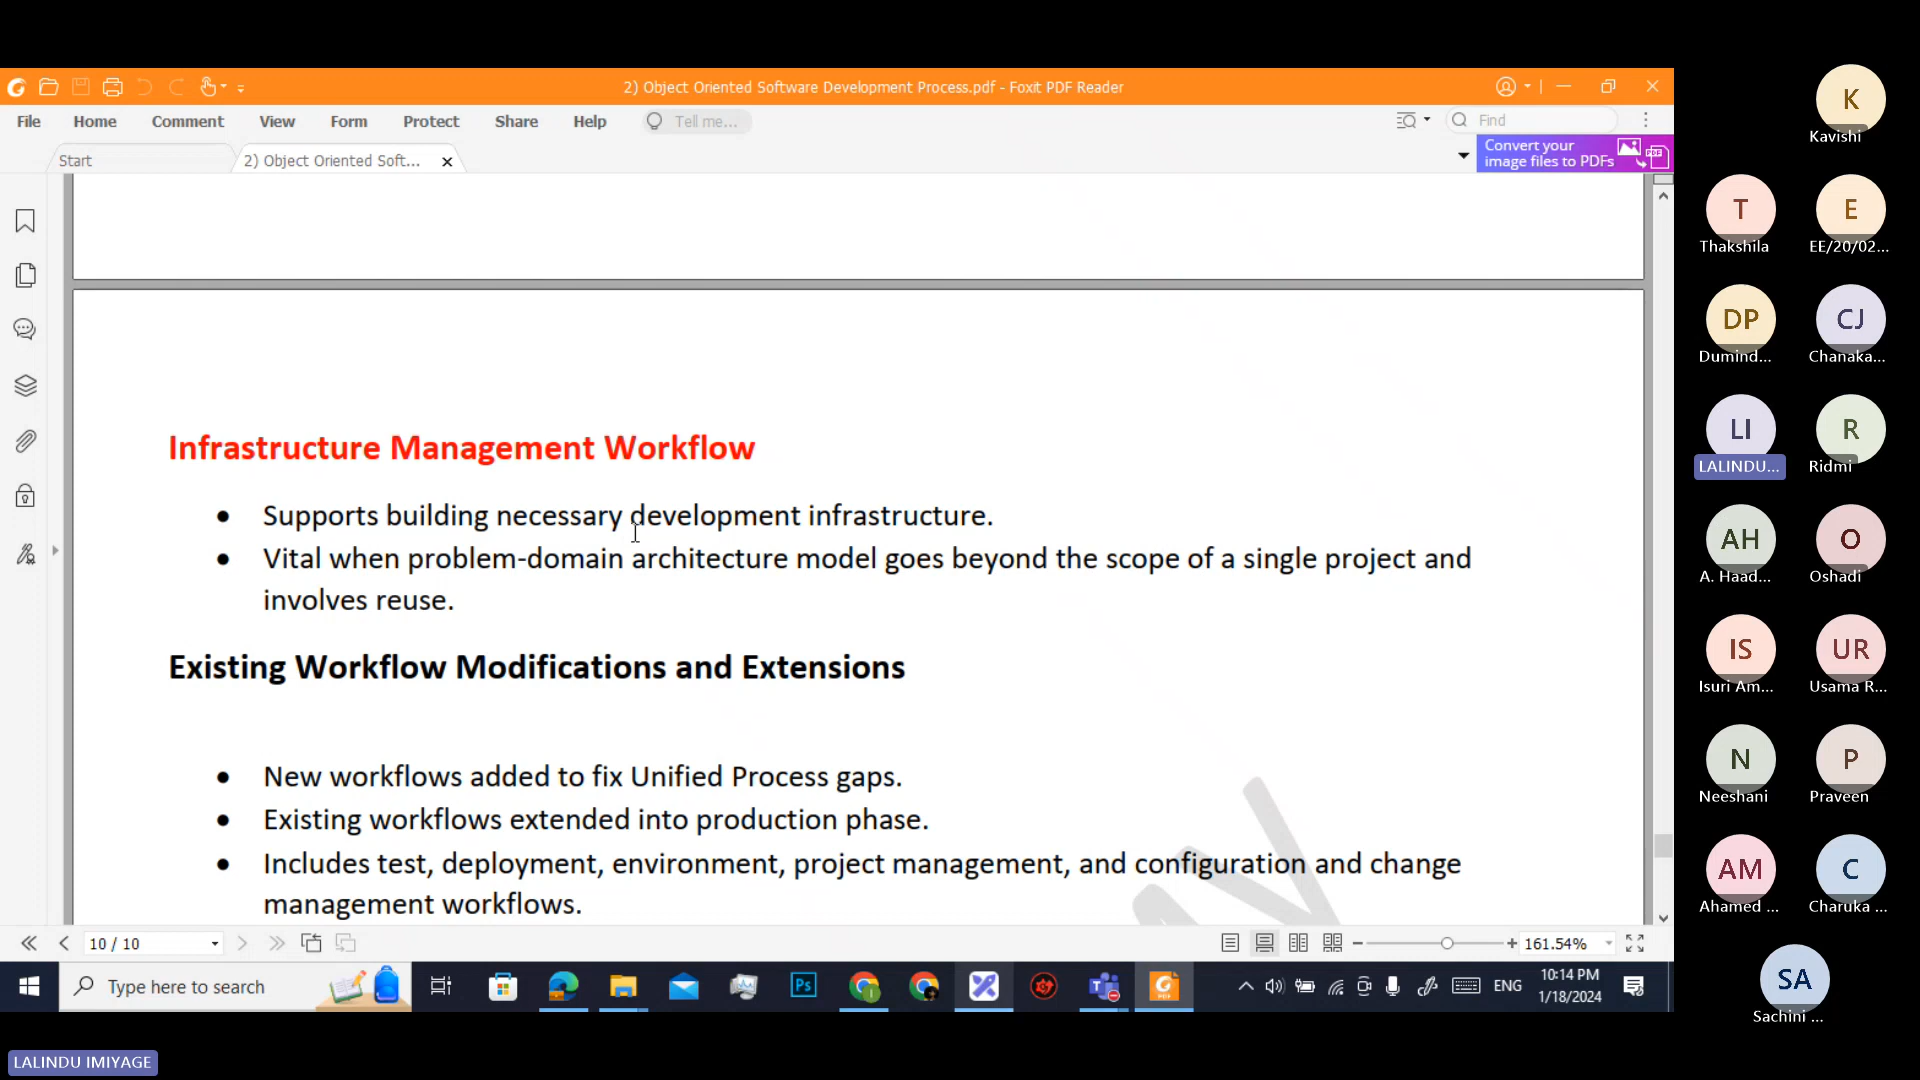 2) Object Oriented Software Development Process.pdf - Foxit PDF Reader
File Home Comment View Form Protect Share Help Tell me... Find
Start 2) Object Oriented Soft...
Convert your
image files to PDFs
Infrastructure Management Workflow
• Supports building necessary development infrastructure.
• Vital when problem-domain architecture model goes beyond the scope of a single project and
involves reuse.
Existing Workflow Modifications and Extensions
• New workflows added to fix Unified Process gaps.
• Existing workflows extended into production phase.
• Includes test, deployment, environment, project management, and configuration and change
management workflows.
10 / 10 161.54%
Type here to search
Ps
ENG
10:14 PM
1/18/2024
LALINDU IMIYAGE
K
Kavishi
T E
Thakshila EE/20/02...
DP CJ
Dumind... Chanaka...
LI R
LALINDU... Ridmi
AH O
A. Haad... Oshadi
IS UR
Isuri Am... Usama R...
N P
Neeshani Praveen
AM C
Ahamed ... Charuka ...
SA
Sachini ...